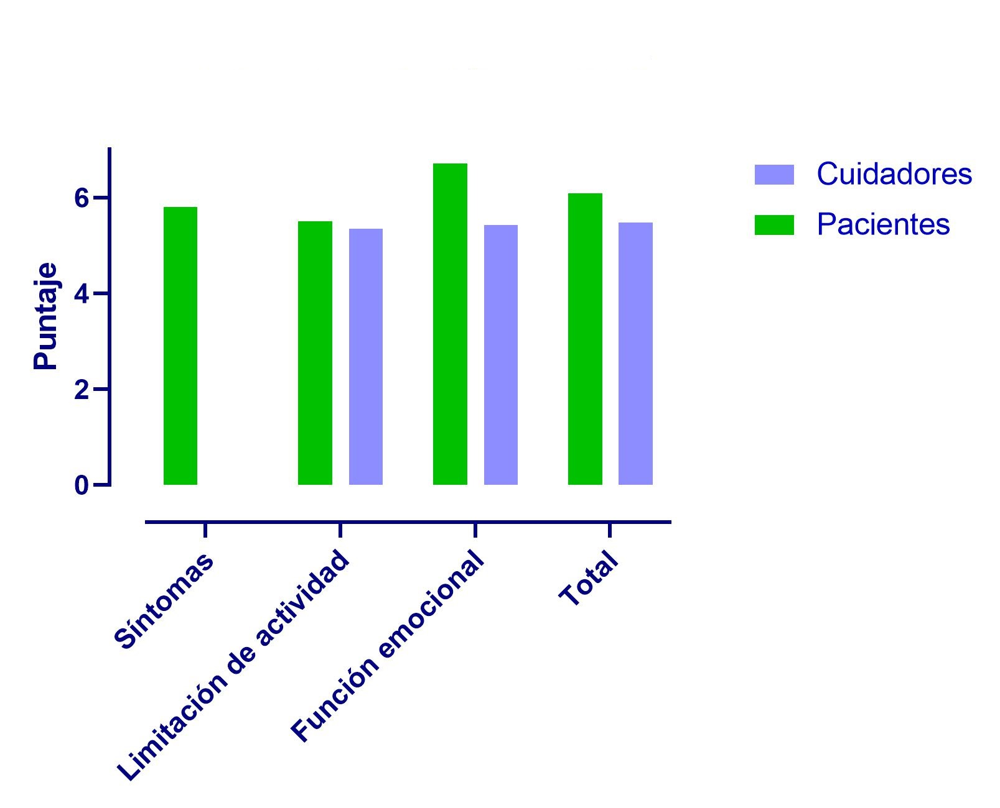 Cuidadores
Pacientes
Puntaje
6
4
2
0
Síntomas
Limitación de actividad
Función emocional
Total